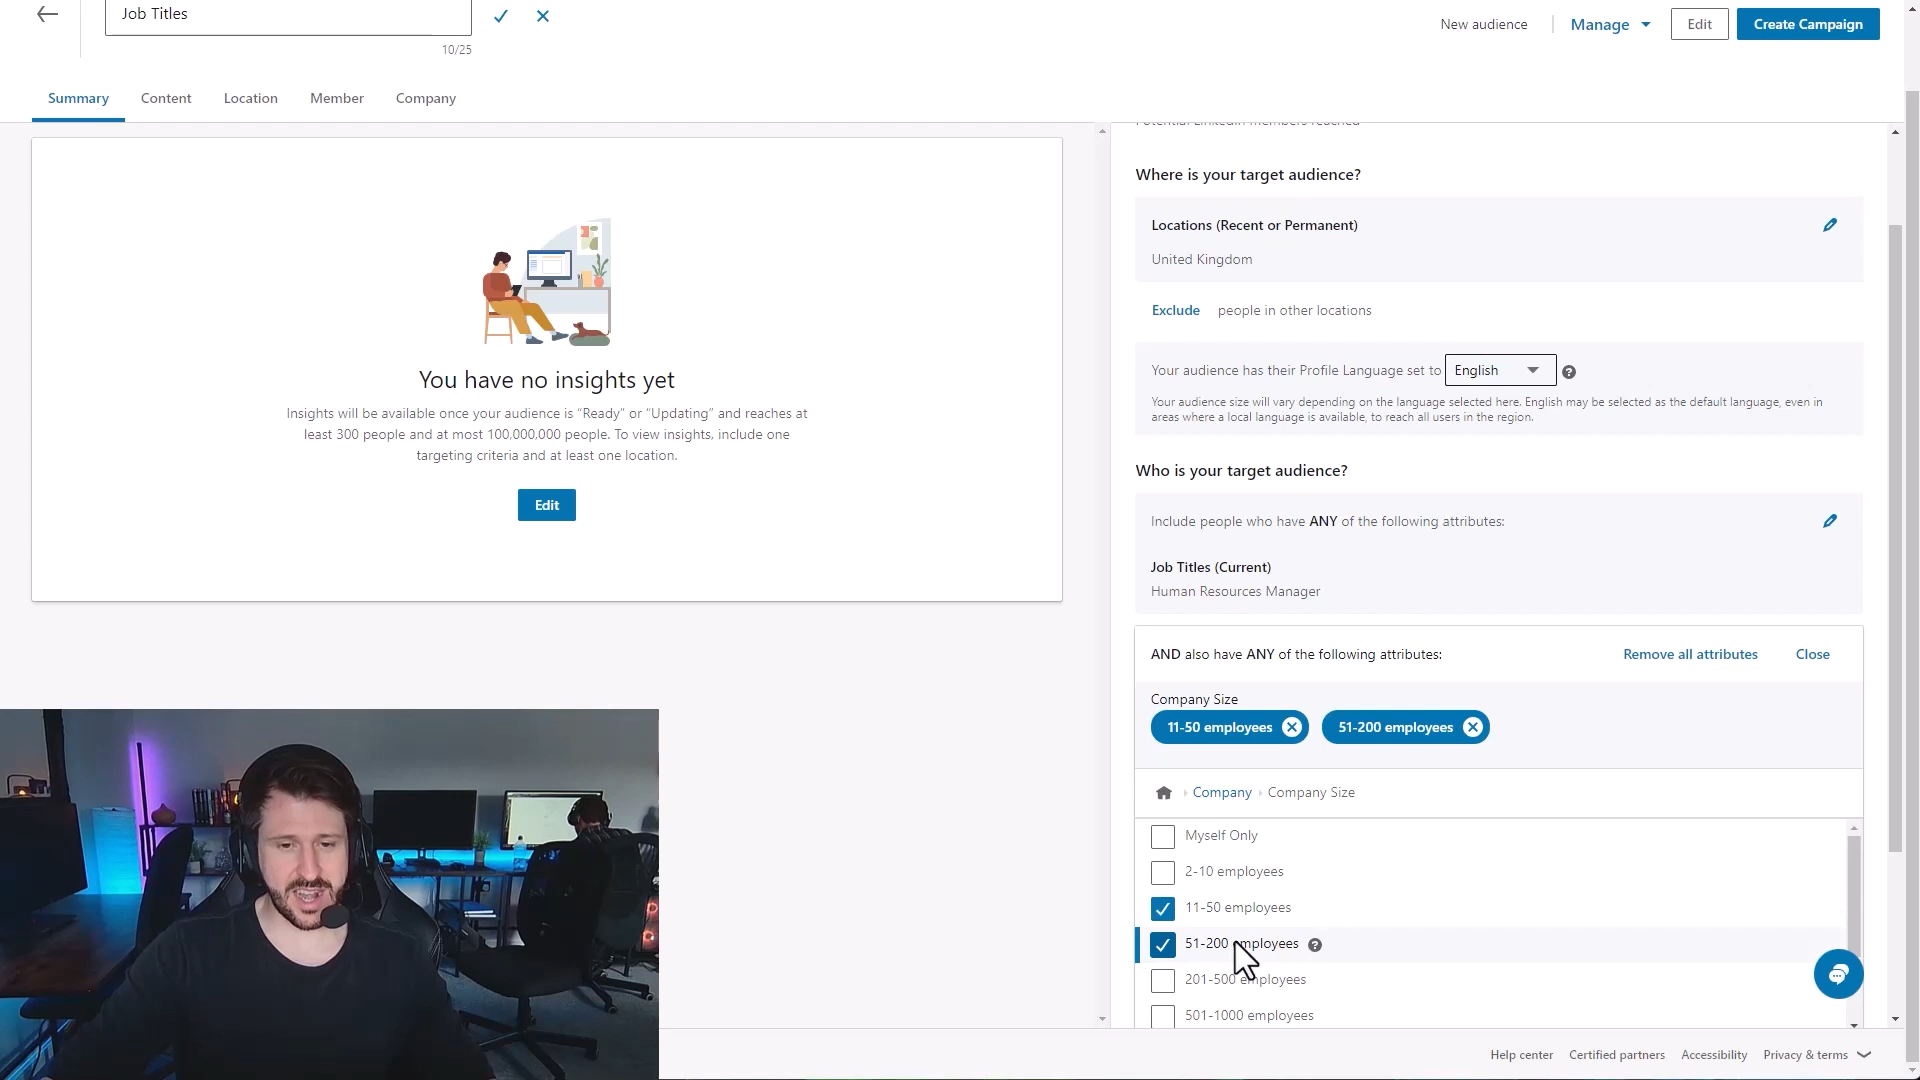 Job Titles
10/25
New audience
Manage
Edit
Create Campaign
Summary
Content
Location
Member
Company
You have no insights yet
Insights will be available once your audience is “Ready” or “Updating” and reaches at
least 300 people and at most 100,000,000 people. To view insights, include one
targeting criteria and at least one location.
Edit
Where is your target audience?
Locations (Recent or Permanent)
United Kingdom
Exclude people in other locations
Your audience has their Profile Language set to English
Your audience size will vary depending on the language selected here. English may be selected as the default language, even in
areas where a local language is available, to reach all users in the region.
Who is your target audience?
Include people who have ANY of the following attributes:
Job Titles (Current)
Human Resources Manager
AND also have ANY of the following attributes:
Remove all attributes
Close
Company Size
11-50 employees
51-200 employees
Company
Company Size
Myself Only
2-10 employees
11-50 employees
51-200 employees
201-500 employees
501-1000 employees
Help center
Certified partners
Accessibility
Privacy & terms